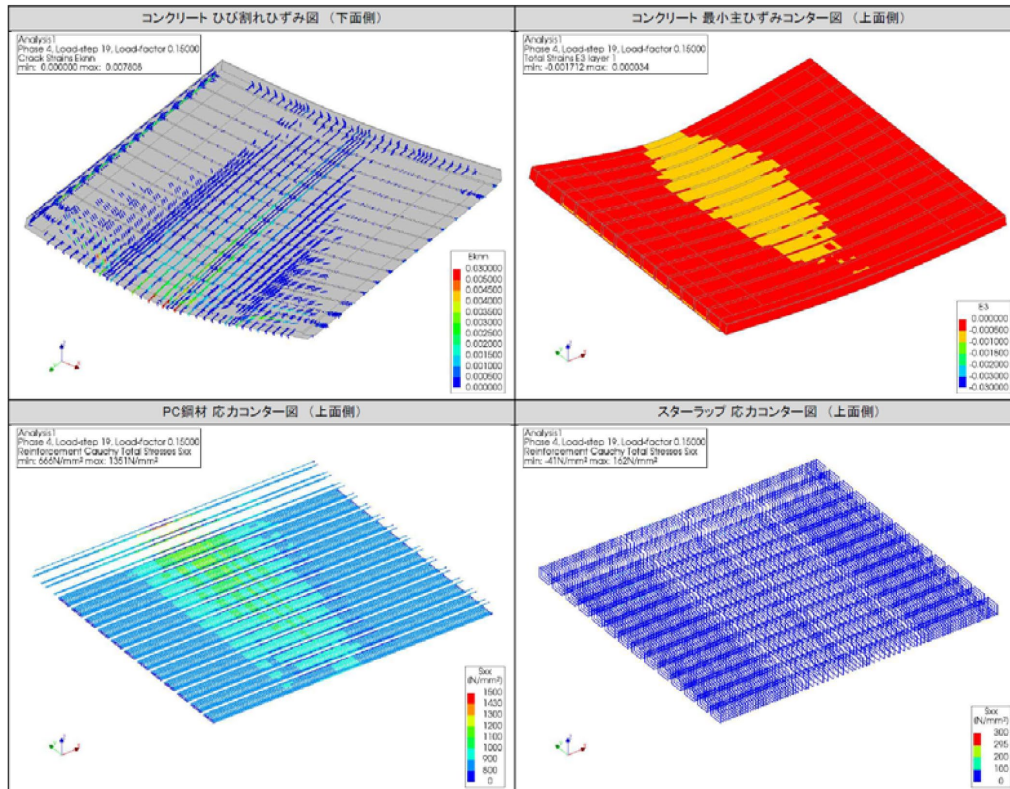 コンクリート ひび割れひずみ図 （下面側）
コンクリート 最小主ひずみコンター図 （上面側）
Analysis1
Phase 4, Load-step 19, Load-factor 0.15000
Crack Strains Eknn
min: 0.000000 max: 0.007808
Eknn
0.030000
0.005000
0.004500
0.004000
0.003500
0.003000
0.002500
0.002000
0.001500
0.001000
0.000500
0.000000
Analysis1
Phase 4, Load-step 19, Load-factor 0.15000
Total Strains E3 layer 1
min: -0.001712 max: 0.000034
E3
0.000000
-0.000500
-0.001000
-0.001500
-0.002000
-0.003000
-0.030000
PC鋼材 応力コンター図 （上面側）
スターラップ 応力コンター図 （上面側）
Analysis1
Phase 4, Load-step 19, Load-factor 0.15000
Reinforcement Cauchy Total Stresses Sxx
min: 666N/mm² max: 1351N/mm²
Sxx
(N/mm²)
1500
1450
1300
1200
1100
1000
900
800
0
Analysis1
Phase 4, Load-step 19, Load-factor 0.15000
Reinforcement Cauchy Total Stresses Sxx
min: -41N/mm² max: 162N/mm²
Sxx
(N/mm²)
300
295
200
100
0